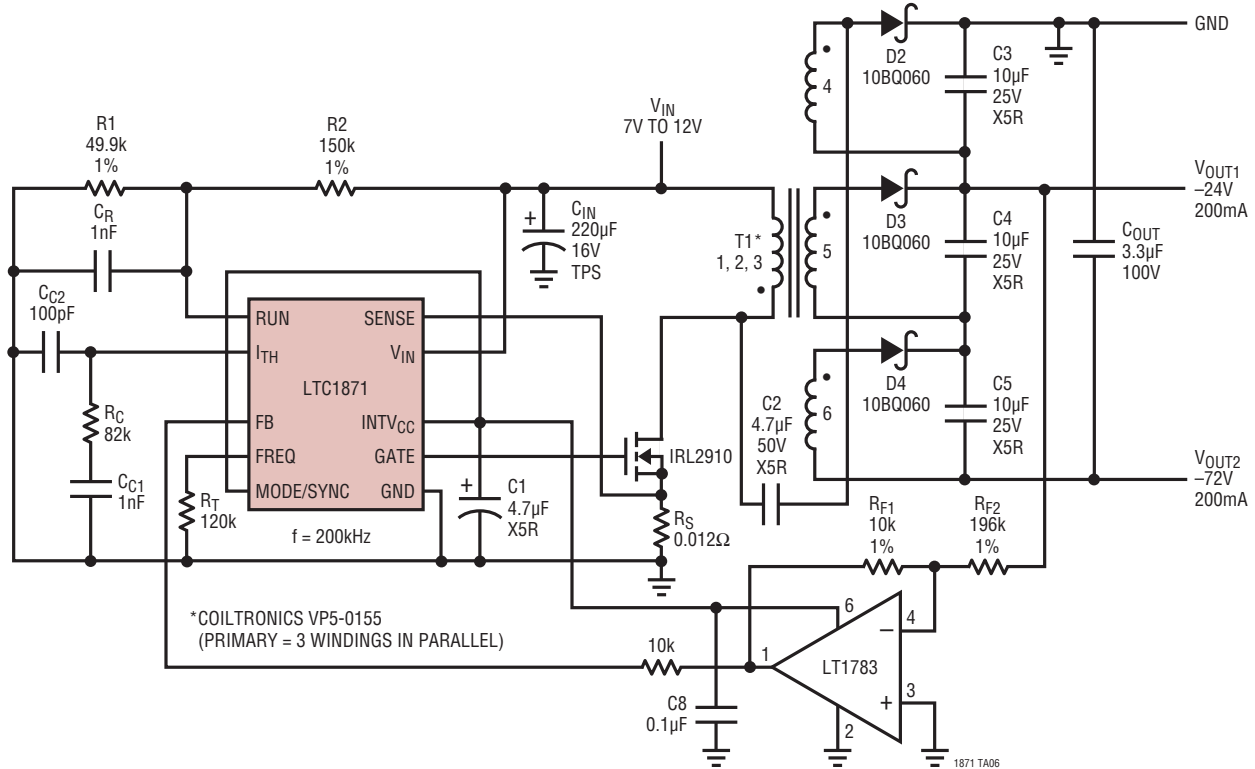 GND
D2
10BQ060
C3
10µF
25V
X5R
4
VIN
7V TO 12V
R1
49.9k
1%
R2
150k
1%
CR
1nF
+
CIN
220µF
16V
TPS
T1*
1, 2, 3
5
D3
10BQ060
C4
10µF
25V
X5R
COUT
3.3µF
100V
VOUT1
–24V
200mA
CC2
100pF
RUN
SENSE
ITH
VIN
LTC1871
FB
INTVCC
FREQ
GATE
MODE/SYNC
GND
RC
82k
CC1
1nF
RT
120k
f = 200kHz
+
C1
4.7µF
X5R
IRL2910
RS
0.012Ω
C2
4.7µF
50V
X5R
6
D4
10BQ060
C5
10µF
25V
X5R
VOUT2
–72V
200mA
RF1
10k
1%
RF2
196k
1%
*COILTRONICS VP5-0155
(PRIMARY = 3 WINDINGS IN PARALLEL)
10k
C8
0.1µF
1
6
4
–
LT1783
+
3
2
1871 TA06